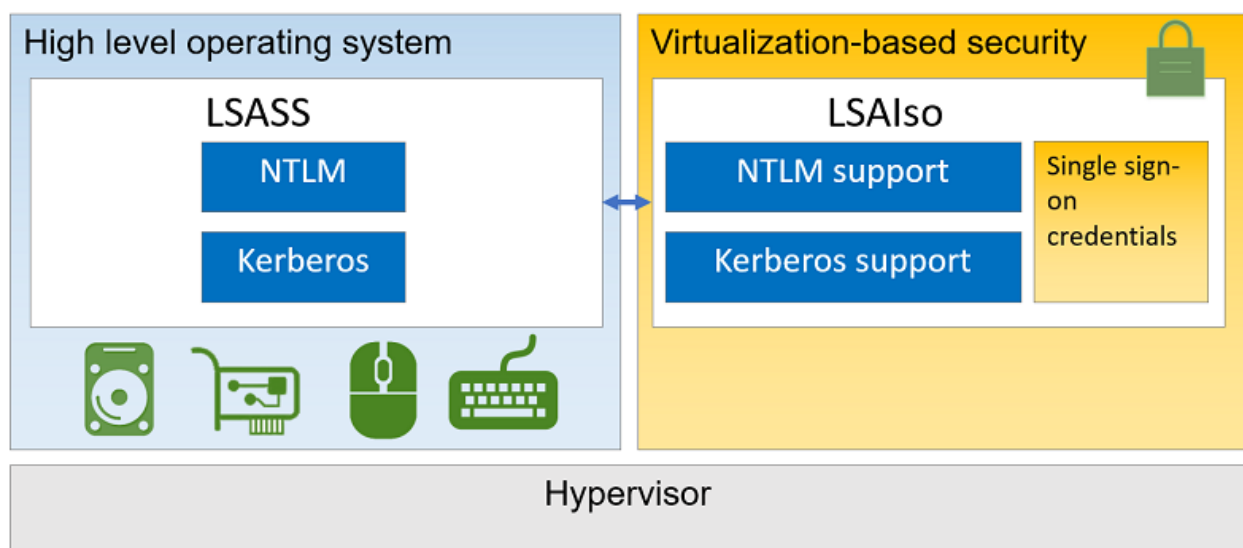 High level operating system
LSASS
NTLM
Kerberos
Virtualization-based security
LSAIso
NTLM support
Kerberos support
Single sign-
on
credentials
Hypervisor